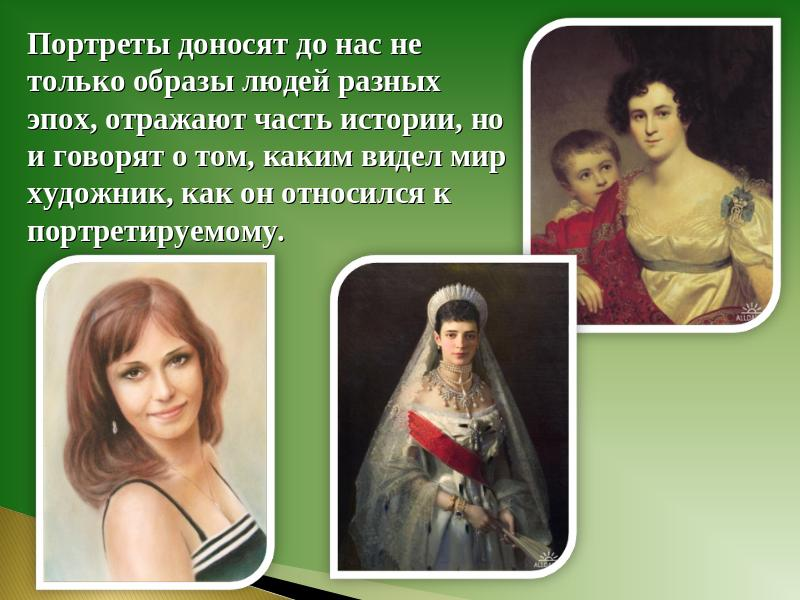 Портреты доносят до нас не
только образы людей разных
эпох, отражают часть истории, но
и говорят о том, каким видел мир
художник, как он относился к
портретируемому.